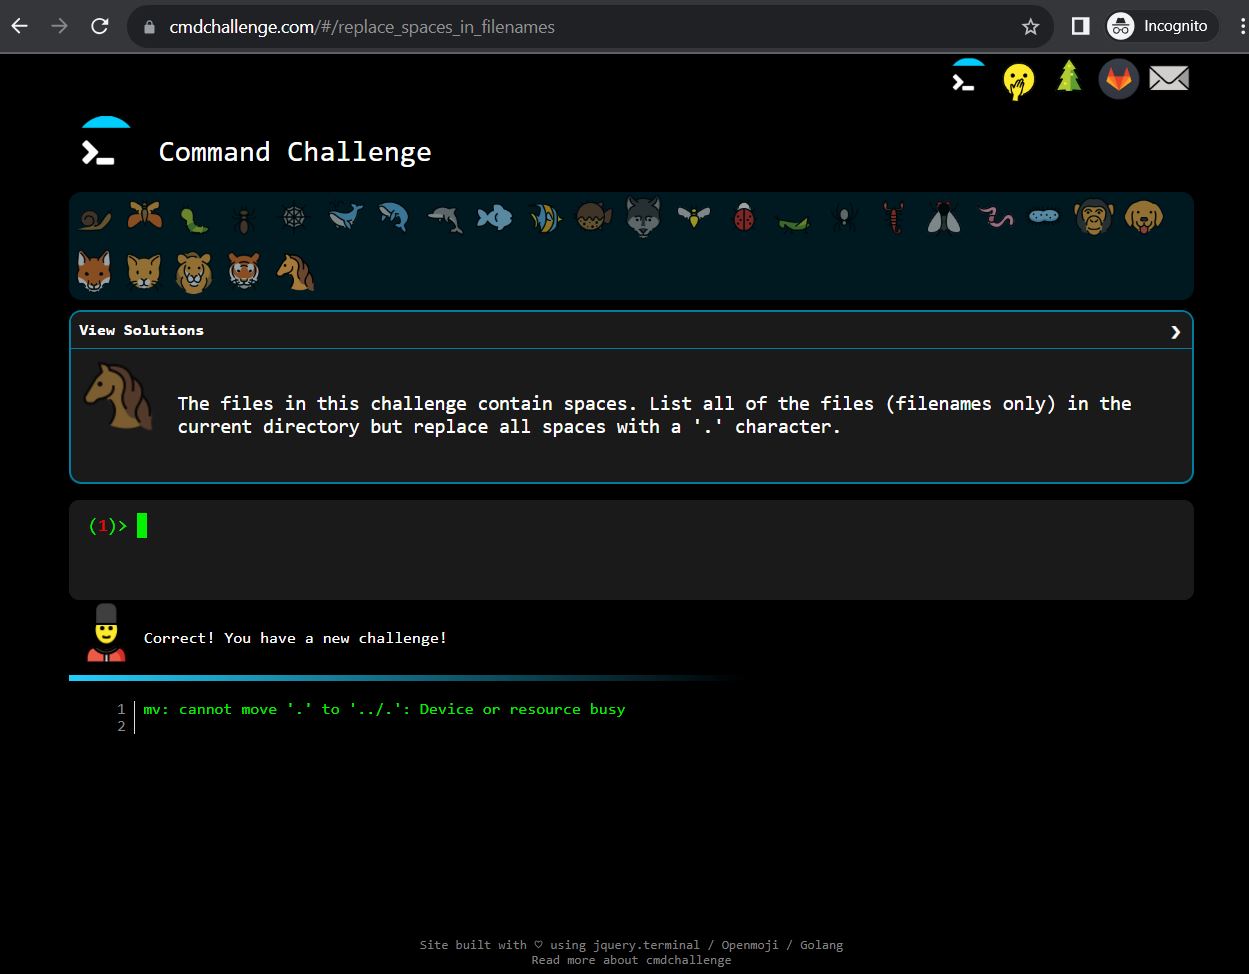 cmdchallenge.com/#/replace_spaces_in_filenames
Incognito
Command Challenge
View Solutions
The files in this challenge contain spaces. List all of the files (filenames only) in the
current directory but replace all spaces with a '.' character.
(1)>
Correct! You have a new challenge!
1 mv: cannot move '.' to '../.': Device or resource busy
2
Site built with ♡ using jquery.terminal / Openmoji / Golang
Read more about cmdchallenge